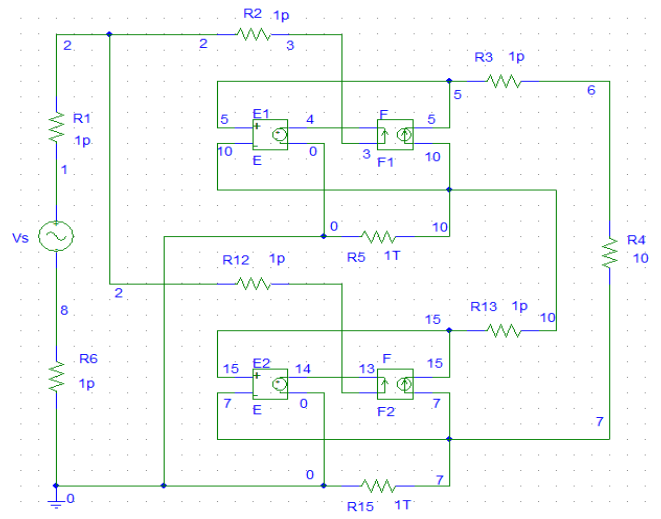 R2 1p
2 2 3
R3 1p
5 6
R1
1p
E1 F
5 + 4 5
10 - 0 3 10
E F1
1
Vs
0 10
R5 1T
R4
10
R12 1p
2
8
R13 1p
15 10
R6
1p
E2 F
15 + 14 13 15
7 - 0 7
E F2
7
0 7
R15 1T
0